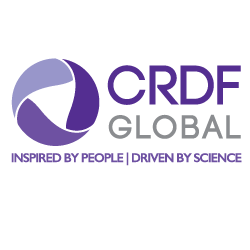 CRDF
GLOBAL
INSPIRED BY PEOPLE | DRIVEN BY SCIENCE